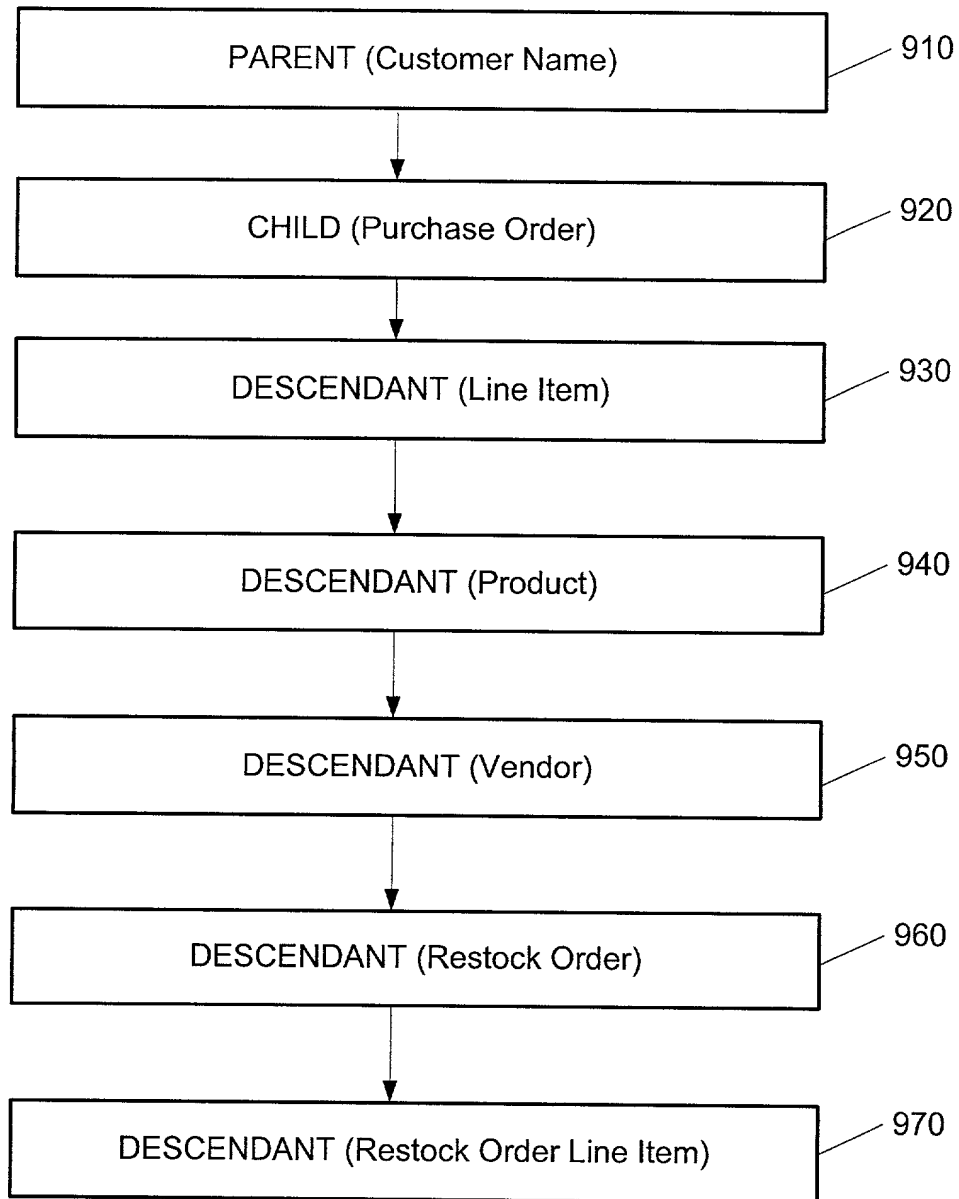 PARENT (Customer Name)
910
CHILD (Purchase Order)
920
DESCENDANT (Line Item)
930
DESCENDANT (Product)
940
DESCENDANT (Vendor)
950
DESCENDANT (Restock Order)
960
DESCENDANT (Restock Order Line Item)
970